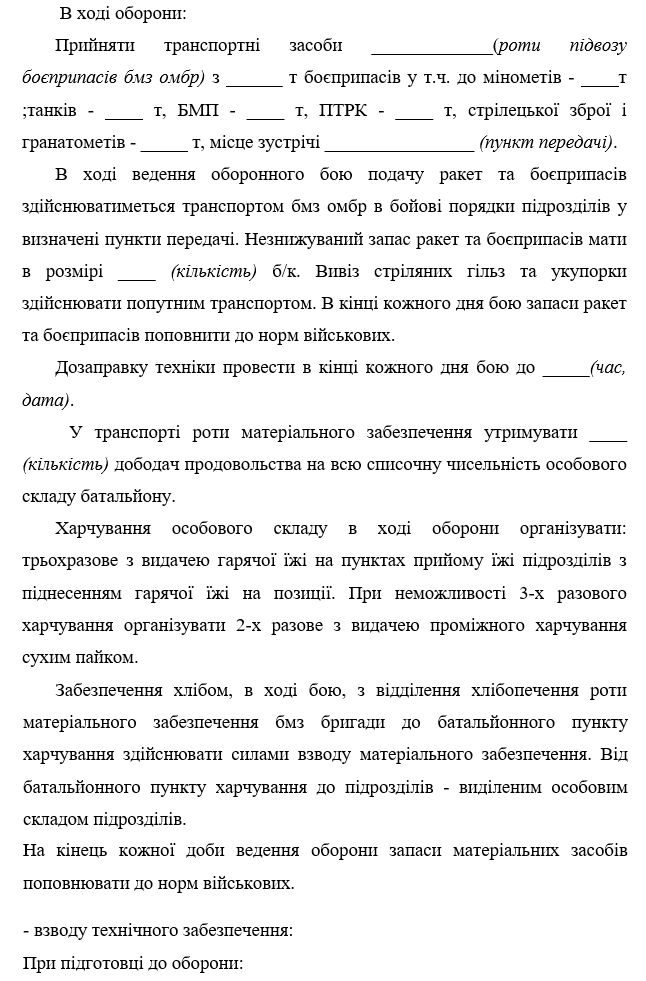 В ході оборони:
Прийняти транспортні засоби _____________(роти підвозу
боєприпасів бмз омбр) з ______ т боєприпасів у т.ч. до мінометів - ____т
;танків - ____ т, БМП - ____ т, ПТРК - ____ т, стрілецької зброї і
гранатометів - _____ т, місце зустрічі ________________ (пункт передачі).
В ході ведення оборонного бою подачу ракет та боєприпасів
здійснюватиметься транспортом бмз омбр в бойові порядки підрозділів у
визначені пункти передачі. Незнижуваний запас ракет та боєприпасів мати
в розмірі ____ (кількість) б/к. Вивіз стріляних гільз та укупорки
здійснювати попутним транспортом. В кінці кожного дня бою запаси ракет
та боєприпасів поповнити до норм військових.
Дозаправку техніки провести в кінці кожного дня бою до _____(час,
дата).
У транспорті роти матеріального забезпечення утримувати ____
(кількість) дободач продовольства на всю списочну чисельність особового
складу батальйону.
Харчування особового складу в ході оборони організувати:
трьохразове з видачею гарячої їжі на пунктах прийому їжі підрозділів з
піднесенням гарячої їжі на позиції. При неможливості 3-х разового
харчування організувати 2-х разове з видачею проміжного харчування
сухим пайком.
Забезпечення хлібом, в ході бою, з відділення хлібопечення роти
матеріального забезпечення бмз бригади до батальйонного пункту
харчування здійснювати силами взводу матеріального забезпечення. Від
батальйонного пункту харчування до підрозділів - виділеним особовим
складом підрозділів.
На кінець кожної доби ведення оборони запаси матеріальних засобів
поповнювати до норм військових.
- взводу технічного забезпечення:
При підготовці до оборони: